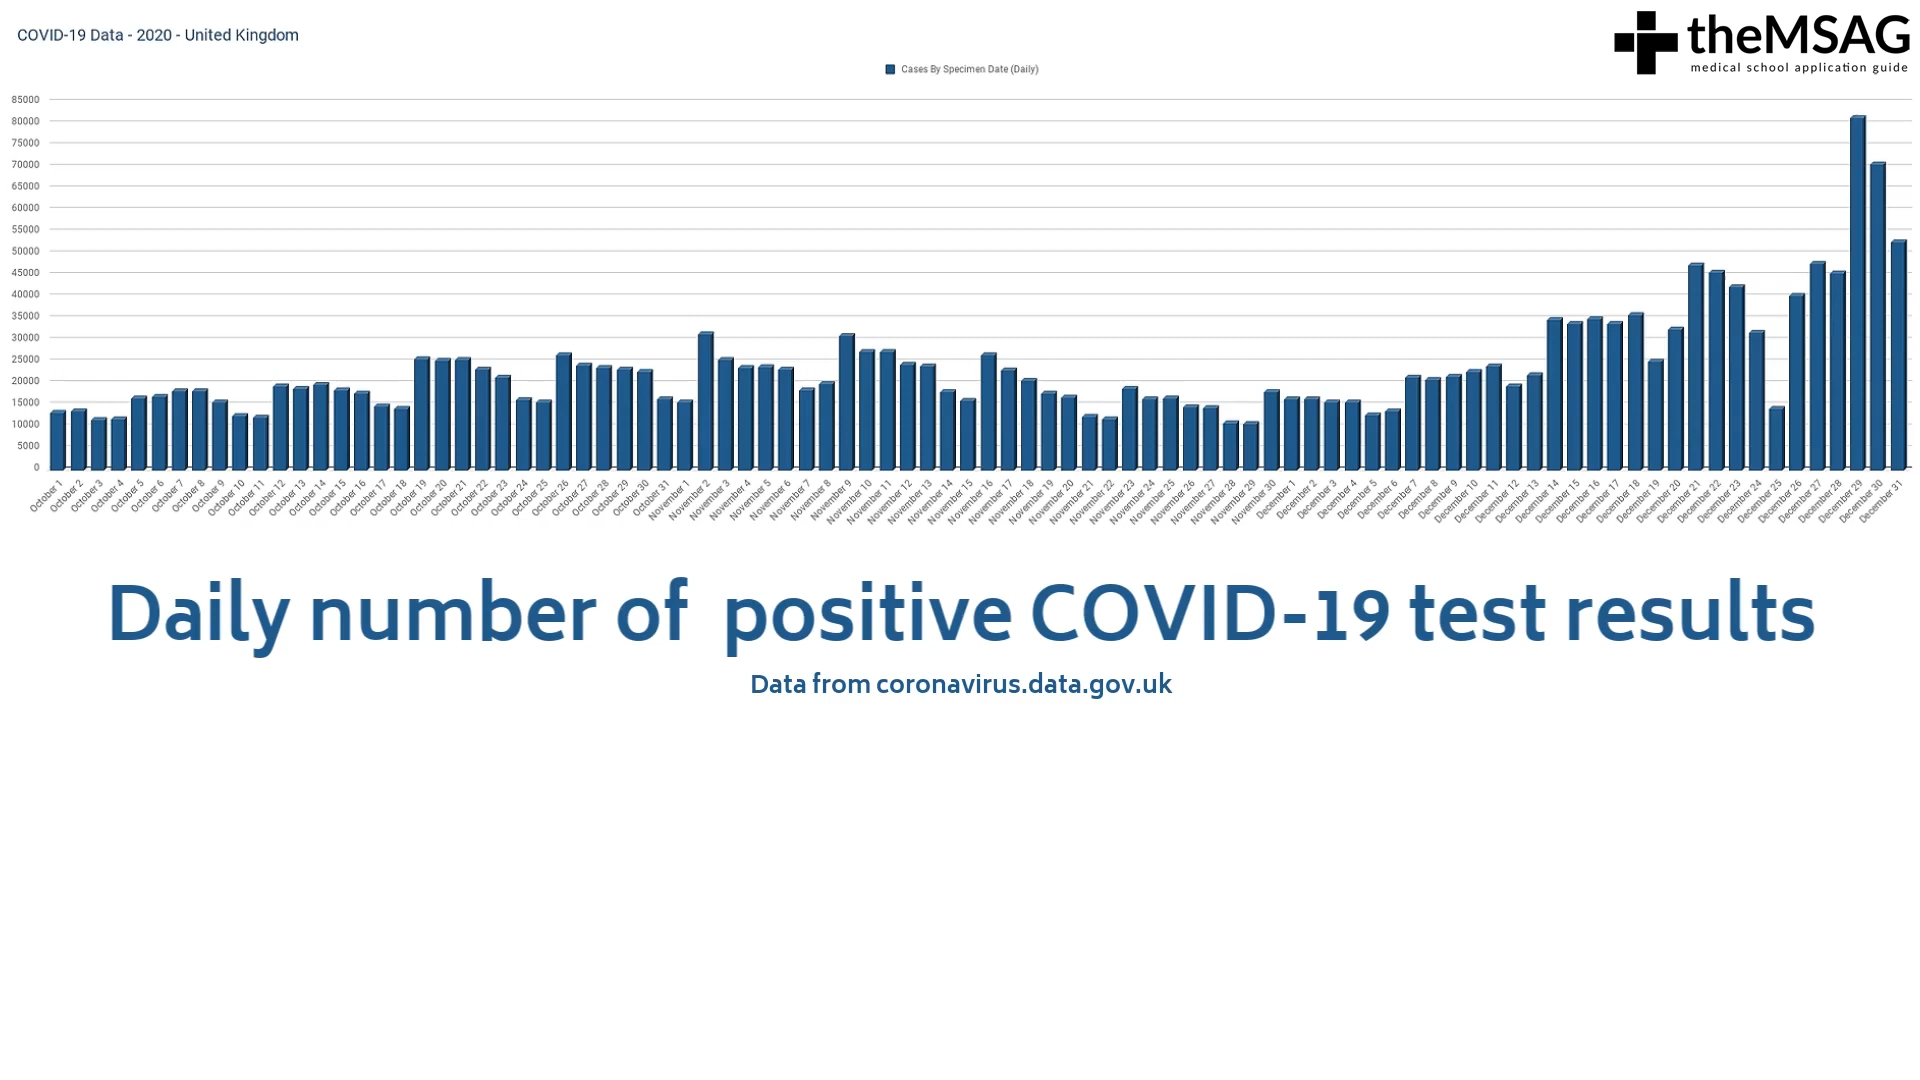 COVID-19 Data - 2020 - United Kingdom
theMSAG
medical school application guide
Cases By Specimen Date (Daily)
85000
80000
75000
70000
65000
60000
55000
50000
45000
40000
35000
30000
25000
20000
15000
10000
5000
0
October 1
October 2
October 3
October 4
October 5
October 6
October 7
October 8
October 9
October 10
October 11
October 12
October 13
October 14
October 15
October 16
October 17
October 18
October 19
October 20
October 21
October 22
October 23
October 24
October 25
October 26
October 27
October 28
October 29
October 30
October 31
November 1
November 2
November 3
November 4
November 5
November 6
November 7
November 8
November 9
November 10
November 11
November 12
November 13
November 14
November 15
November 16
November 17
November 18
November 19
November 20
November 21
November 22
November 23
November 24
November 25
November 26
November 27
November 28
November 29
November 30
December 1
December 2
December 3
December 4
December 5
December 6
December 7
December 8
December 9
December 10
December 11
December 12
December 13
December 14
December 15
December 16
December 17
December 18
December 19
December 20
December 21
December 22
December 23
December 24
December 25
December 26
December 27
December 28
December 29
December 30
December 31
Daily number of positive COVID-19 test results
Data from coronavirus.data.gov.uk